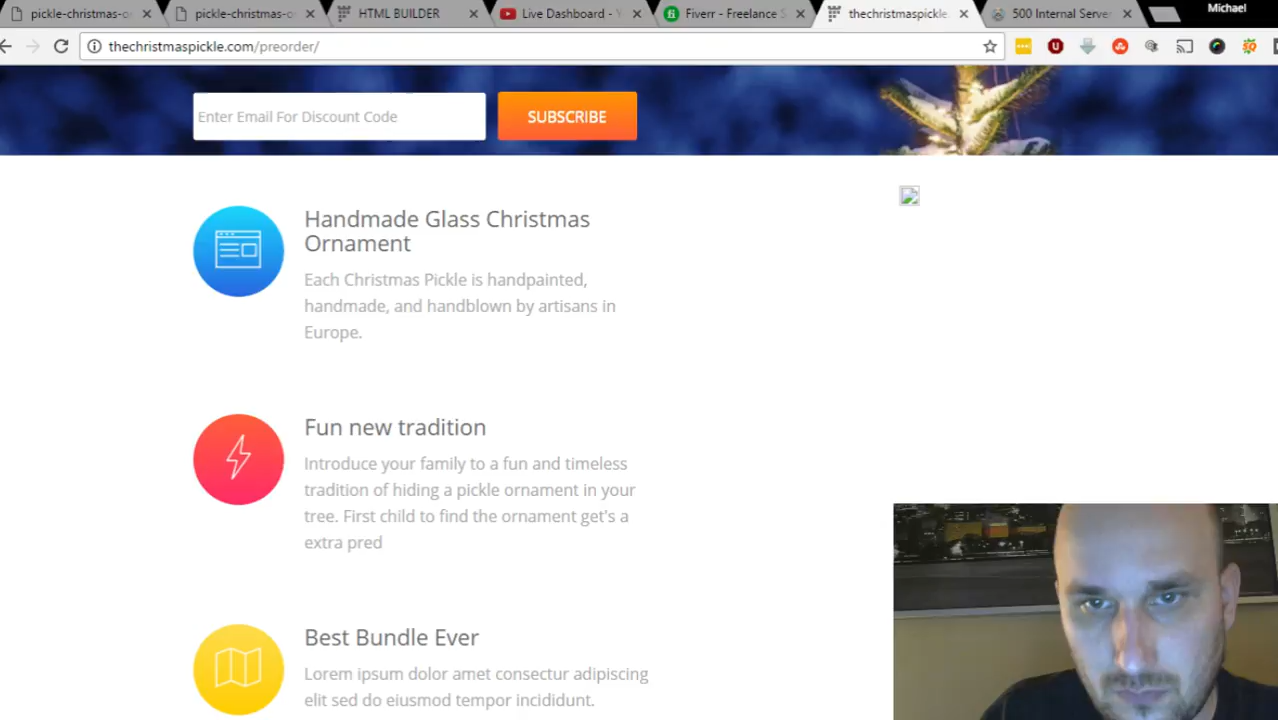 Michael
pickle-christmas-o
pickle-christmas-o
HTML BUILDER
Live Dashboard - Y
Fiverr - Freelance S
thechristmaspickle
500 Internal Server
thechristmaspickle.com/preorder/
Enter Email For Discount Code
SUBSCRIBE
Handmade Glass Christmas
Ornament
Each Christmas Pickle is handpainted,
handmade, and handblown by artisans in
Europe.
Fun new tradition
Introduce your family to a fun and timeless
tradition of hiding a pickle ornament in your
tree. First child to find the ornament get's a
extra pred
Best Bundle Ever
Lorem ipsum dolor amet consectur adipiscing
elit sed do eiusmod tempor incididunt.